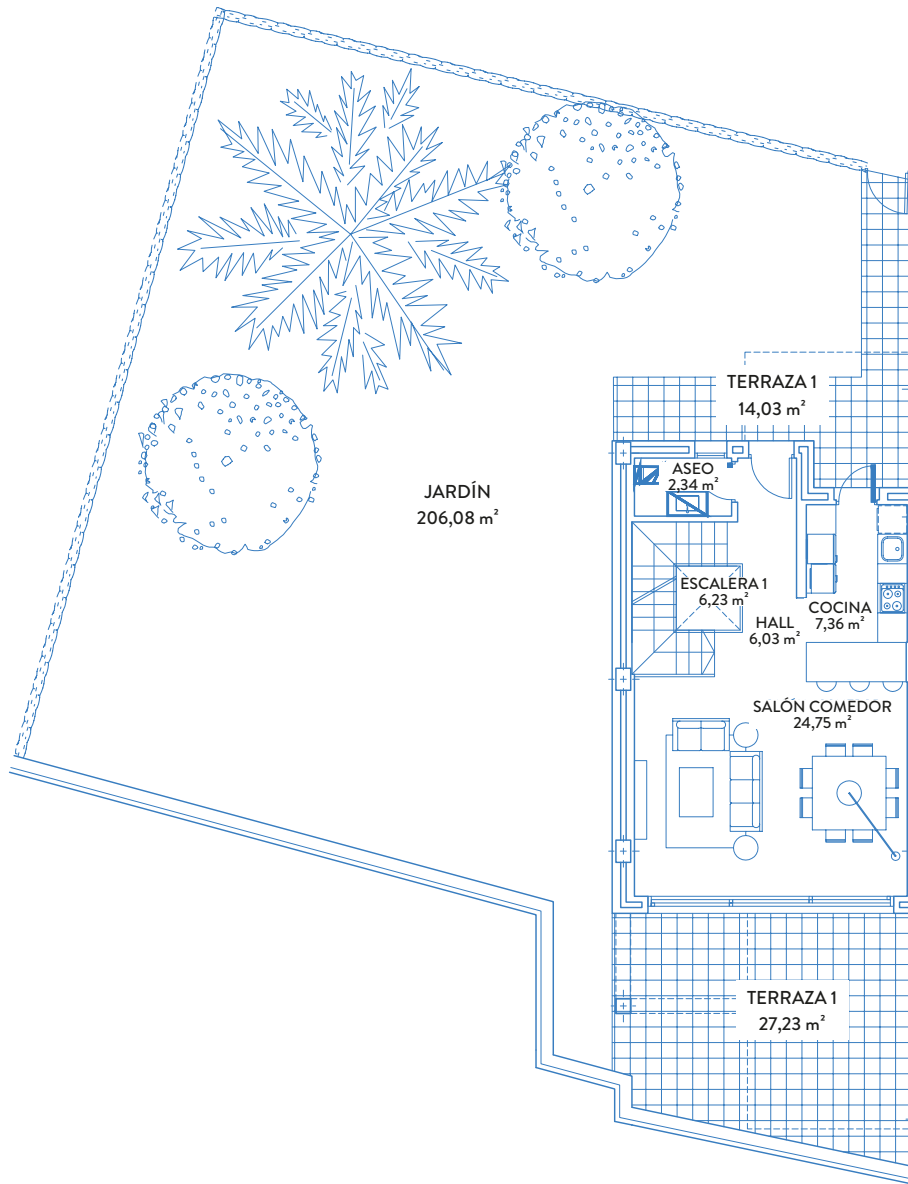 TERRAZA 1
14,03 m²
ASEO
2,34 m²
JARDÍN
206,08 m²
ESCALERA 1
6,23 m²
HALL
6,03 m²
COCINA
7,36 m²
SALÓN COMEDOR
24,75 m²
TERRAZA 1
27,23 m²